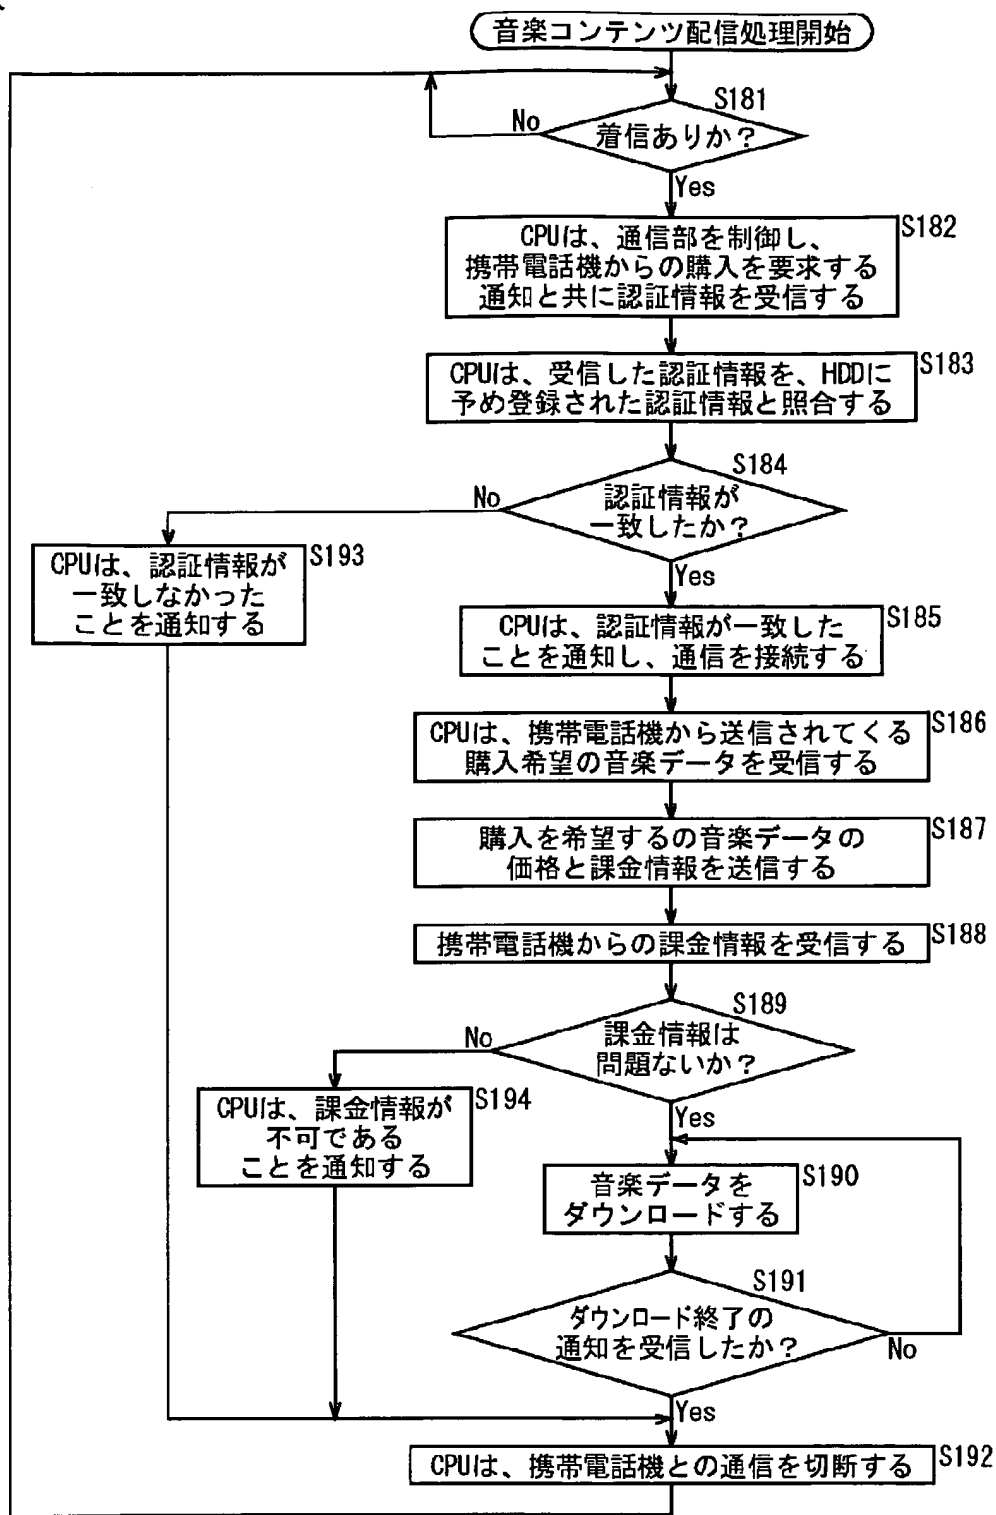 音楽コンテンツ配信処理開始
S181
No
着信ありか？
Yes
S182
CPUは、通信部を制御し、
携帯電話機からの購入を要求する
通知と共に認証情報を受信する
S183
CPUは、受信した認証情報を、HDDに
予め登録された認証情報と照合する
S184
No
認証情報が
一致したか？
Yes
S193
CPUは、認証情報が
一致しなかった
ことを通知する
S185
CPUは、認証情報が一致した
ことを通知し、通信を接続する
S186
CPUは、携帯電話機から送信されてくる
購入希望の音楽データを受信する
S187
購入を希望するの音楽データの
価格と課金情報を送信する
S188
携帯電話機からの課金情報を受信する
S189
No
課金情報は
問題ないか？
Yes
S194
CPUは、課金情報が
不可である
ことを通知する
S190
音楽データを
ダウンロードする
S191
ダウンロード終了の
通知を受信したか？
No
Yes
S192
CPUは、携帯電話機との通信を切断する